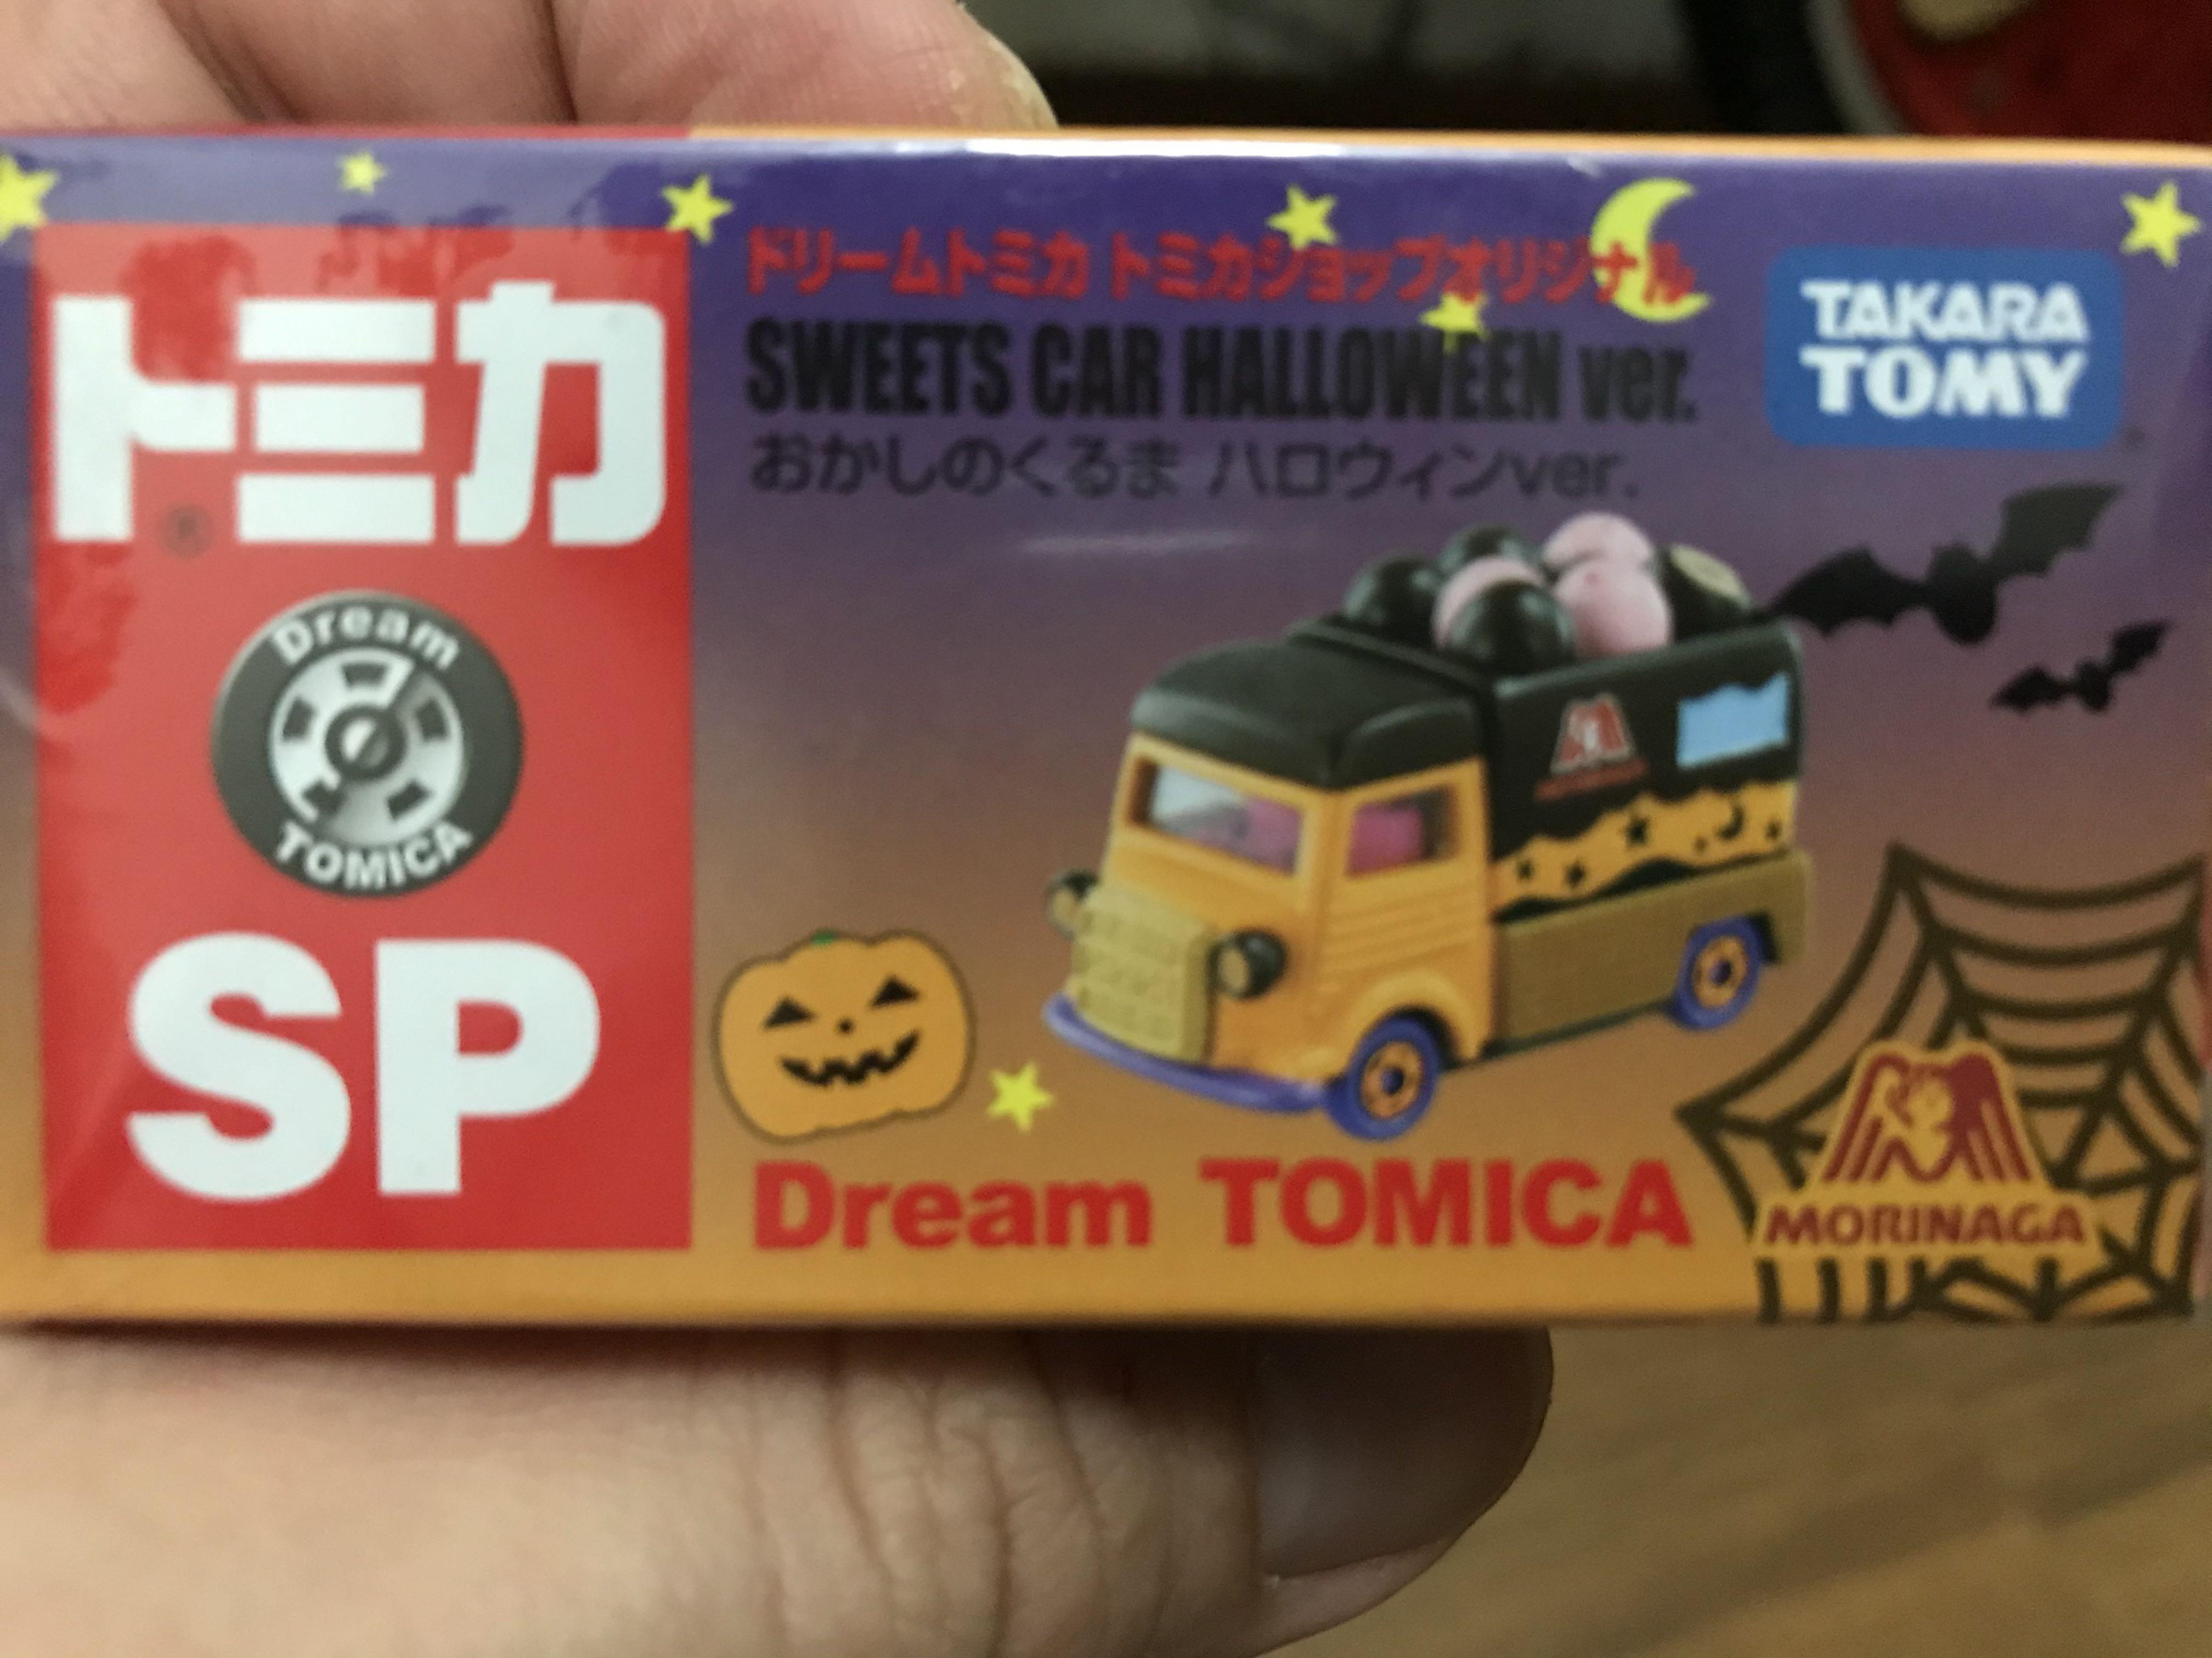 トミカ
Dream
TOMICA
SP
ドリームトミカ トミカショップオリジナル
SWEETS CAR HALLOWEEN ver.
おかしのくるま ハロウィンver.
TAKARA
TOMY
Dream TOMICA
MORINAGA